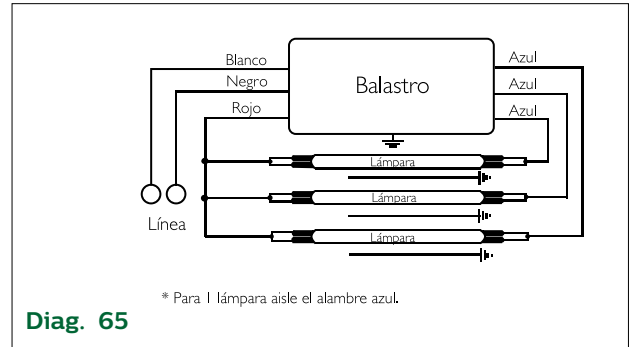 Blanco
Negro
Rojo
Balastro
Azul
Azul
Azul
Lámpara
Lámpara
Lámpara
Línea
* Para 1 lámpara aisle el alambre azul.
Diag. 65